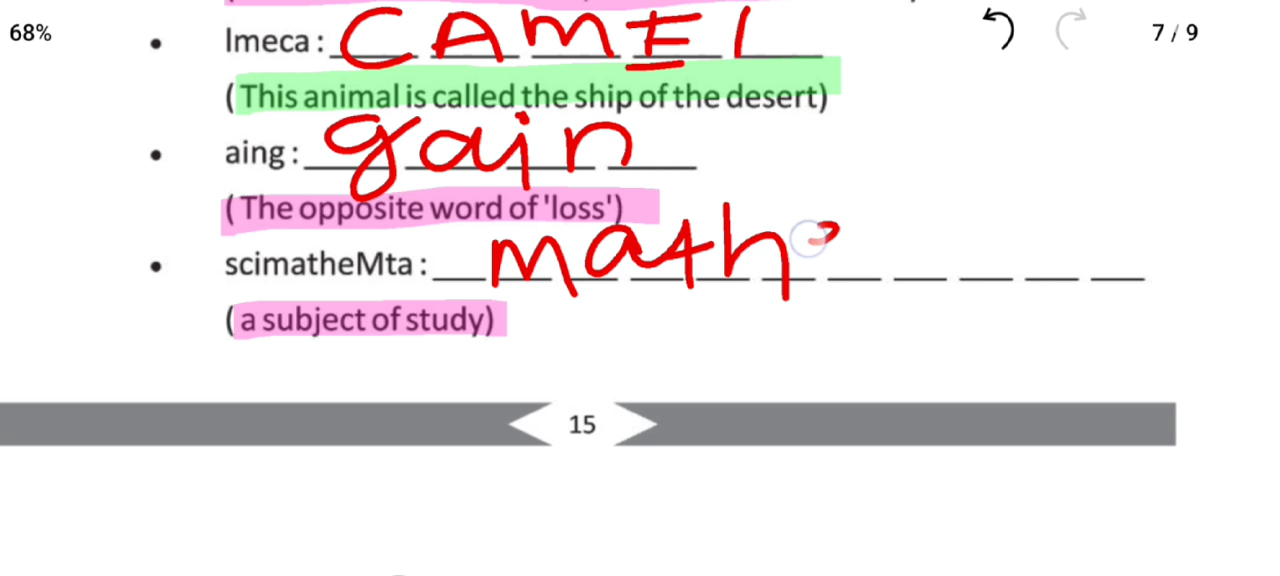 68%
7 / 9
• Imeca : CAMEL
(This animal is called the ship of the desert)
• aing : gain
(The opposite word of 'loss')
• scimatheMta : math
(a subject of study)
15